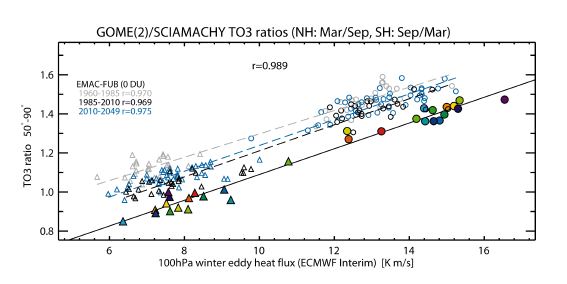 GOME(2)/SCIAMACHY TO3 ratios (NH: Mar/Sep, SH: Sep/Mar)
r=0.989
EMAC-FUB (0 DU)
1960-1985 r=0.970
1985-2010 r=0.969
2010-2049 r=0.975
TO3 ratio 50°-90°
1.6
1.4
1.2
1.0
0.8
6 8 10 12 14 16
100hPa winter eddy heat flux (ECMWF Interim) [K m/s]